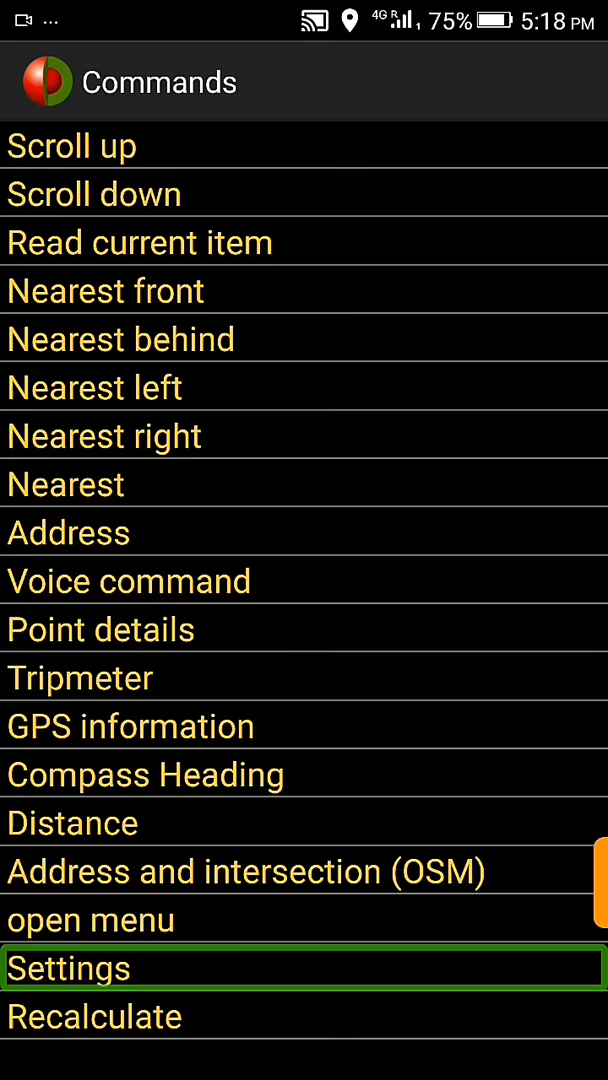 4G R 1 75% 5:18 PM
Commands
Scroll up
Scroll down
Read current item
Nearest front
Nearest behind
Nearest left
Nearest right
Nearest
Address
Voice command
Point details
Tripmeter
GPS information
Compass Heading
Distance
Address and intersection (OSM)
open menu
Settings
Recalculate